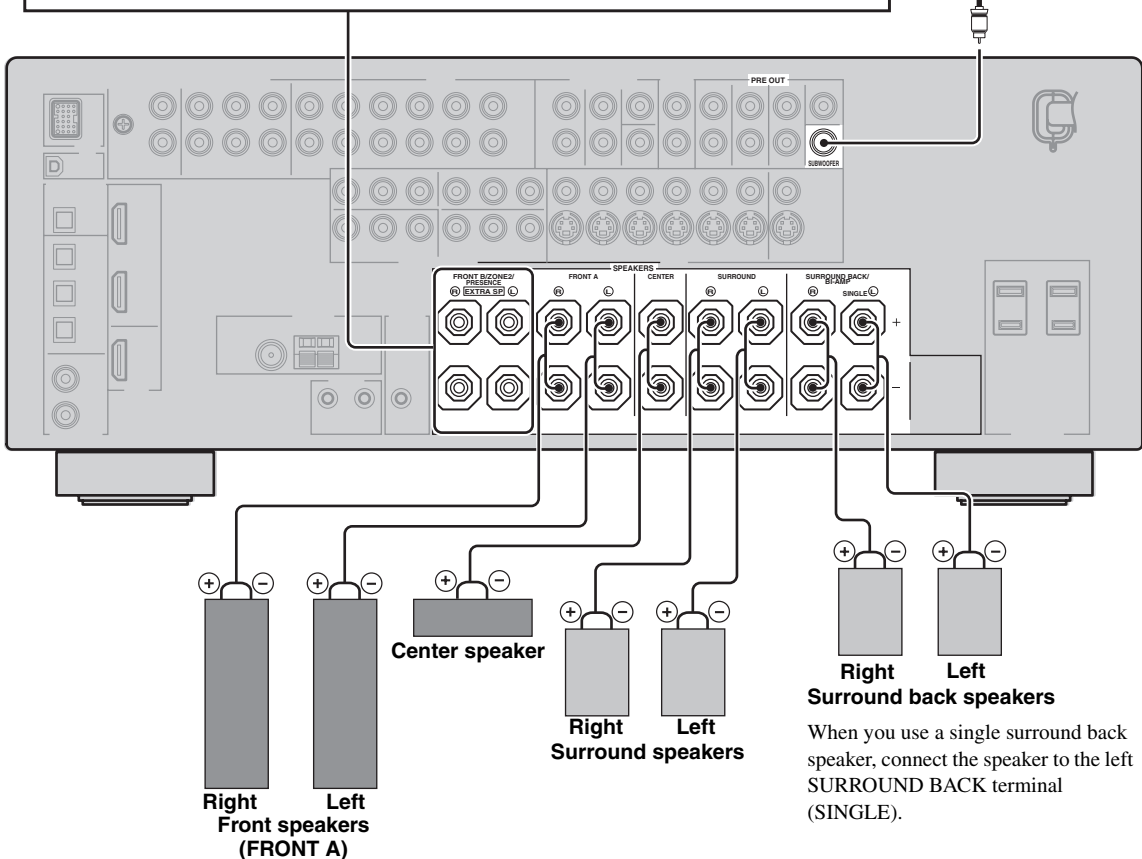 PRE OUT
SUBWOOFER
SPEAKERS
FRONT B/ZONE2/
PRESENCE
R EXTRA SP L
FRONT A
R L
CENTER
SURROUND
R L
SURROUND BACK/
BI-AMP
R SINGLE L
+
–
D
+ –
+ –
+ –
+ –
+ –
+ –
+ –
Center speaker
Right Left
Surround speakers
Right Left
Surround back speakers
When you use a single surround back
speaker, connect the speaker to the left
SURROUND BACK terminal
(SINGLE).
Right Left
Front speakers
(FRONT A)